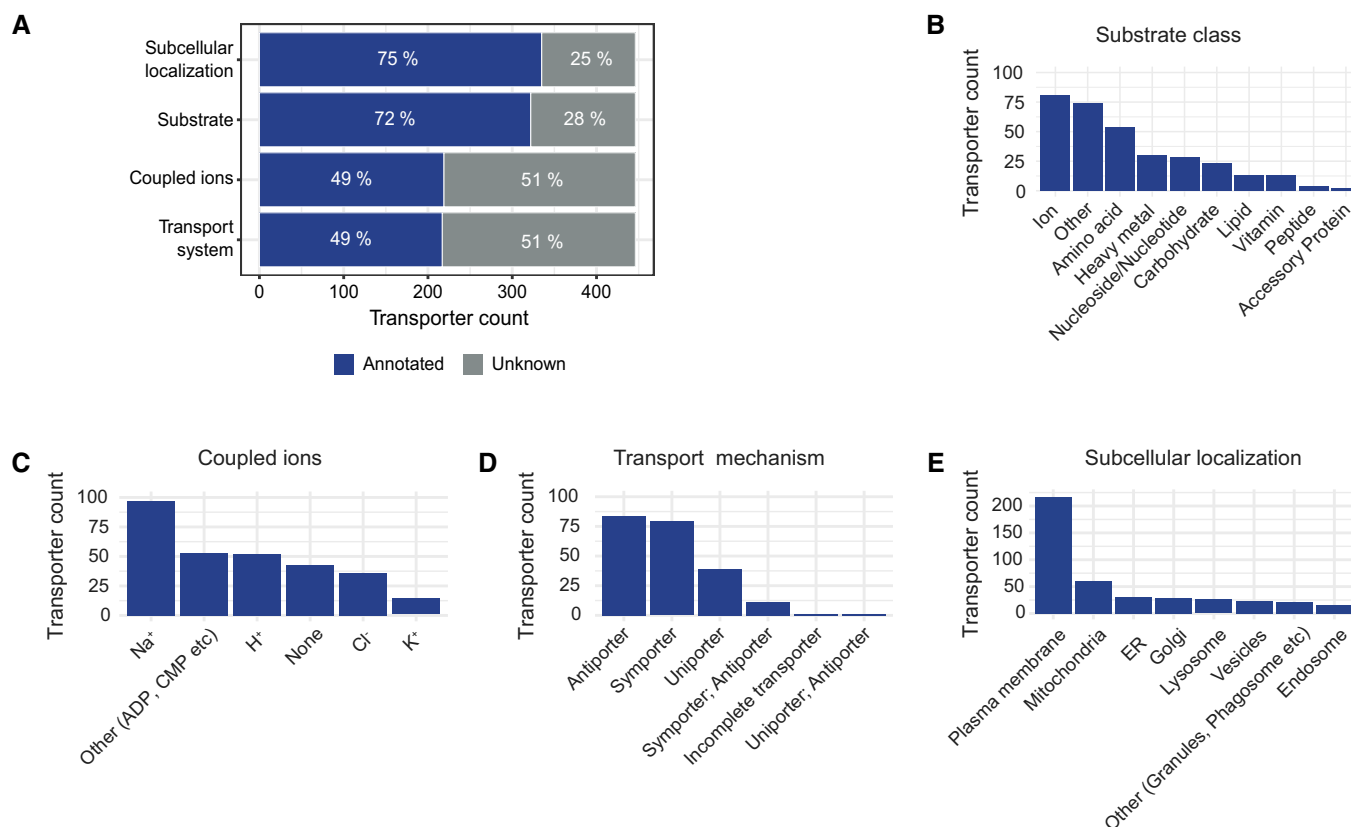 A
Subcellular
localization
75 %
25 %
Substrate
72 %
28 %
Coupled ions
49 %
51 %
Transport
system
49 %
51 %
0
100
200
300
400
Transporter count
Annotated
Unknown
B
Substrate class
Transporter count
100
75
50
25
0
Ion
Other
Amino acid
Heavy metal
Nucleoside/Nucleotide
Carbohydrate
Lipid
Vitamin
Peptide
Accessory Protein
C
Coupled ions
Transporter count
100
75
50
25
0
Na⁺
Other (ADP, CMP etc)
H⁺
None
Cl⁻
K⁺
D
Transport mechanism
Transporter count
100
75
50
25
0
Antiporter
Symporter
Uniporter
Symporter; Antiporter
Incomplete transporter
Uniporter; Antiporter
E
Subcellular localization
Transporter count
200
150
100
50
0
Plasma membrane
Mitochondria
ER
Golgi
Lysosome
Vesicles
Other (Granules, Phagosome etc)
Endosome